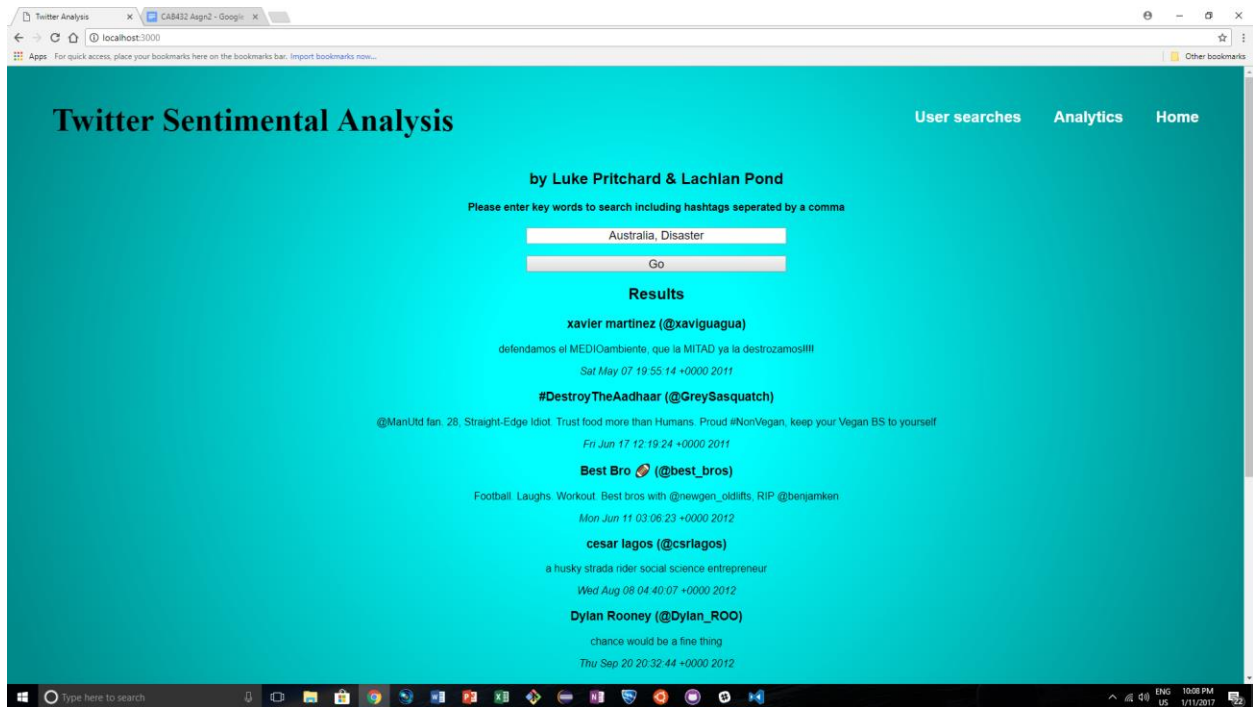 Twitter Analysis
CAB432 Asgn2 - Google
localhost:3000
Apps For quick access, place your bookmarks here on the bookmarks bar. Import bookmarks now... Other bookmarks
Twitter Sentimental Analysis
User searches Analytics Home
by Luke Pritchard & Lachlan Pond
Please enter key words to search including hashtags seperated by a comma
Australia, Disaster
Go
Results
xavier martinez (@xaviguagua)
defendamos el MEDIOambiente, que la MITAD ya la destrozamos!!!!
Sat May 07 19:55:14 +0000 2011
#DestroyTheAadhaar (@GreySasquatch)
@ManUtd fan. 28, Straight-Edge Idiot. Trust food more than Humans. Proud #NonVegan, keep your Vegan BS to yourself
Fri Jun 17 12:19:24 +0000 2011
Best Bro 🏈 (@best_bros)
Football. Laughs. Workout. Best bros with @newgen_oldlifts, RIP @benjamken
Mon Jun 11 03:06:23 +0000 2012
cesar lagos (@csrlagos)
a husky strada rider social science entrepreneur
Wed Aug 08 04:40:07 +0000 2012
Dylan Rooney (@Dylan_ROO)
chance would be a fine thing
Thu Sep 20 20:32:44 +0000 2012
Type here to search
ENG 10:08 PM
US 1/11/2017
22